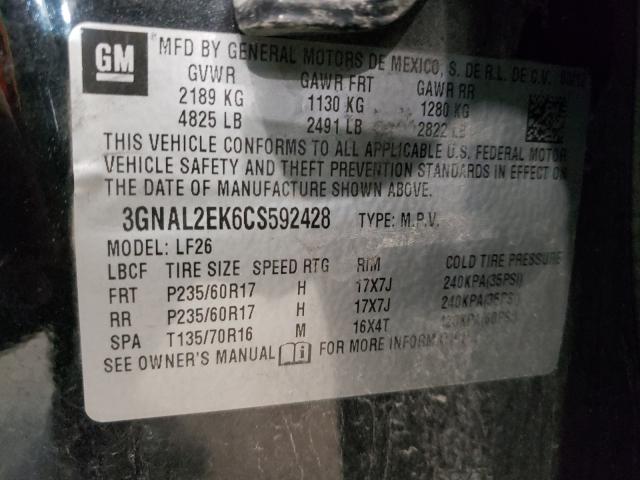 GM
MFD BY GENERAL MOTORS DE MEXICO, S. DE R.L. DE C.V.
GVWR GAWR FRT GAWR RR
2189 KG 1130 KG 1280 KG
4825 LB 2491 LB 2822 LB
THIS VEHICLE CONFORMS TO ALL APPLICABLE U.S. FEDERAL MOTOR
VEHICLE SAFETY AND THEFT PREVENTION STANDARDS IN EFFECT ON
THE DATE OF MANUFACTURE SHOWN ABOVE.
3GNAL2EK6CS592428 TYPE: M.P.V.
MODEL: LF26
LBCF TIRE SIZE SPEED RTG RIM COLD TIRE PRESSURE
FRT P235/60R17 H 17X7J 240KPA(35PSI)
RR P235/60R17 H 17X7J 240KPA(35PSI)
SPA T135/70R16 M 16X4T
SEE OWNER'S MANUAL FOR MORE INFORMATION